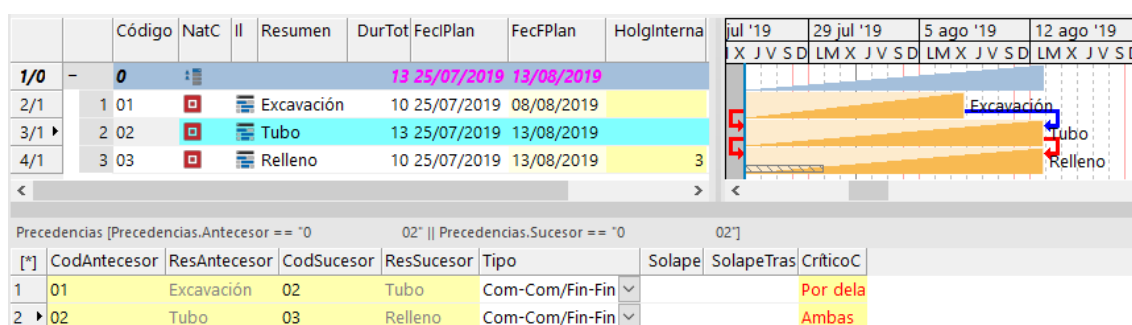 Código NatC Il Resumen DurTot FecIPlan FecFPlan HolgInterna jul '19 29 jul '19 5 ago '19 12 ago '19
X J V S D L M X J V S D L M X J V S D L M X J V S
1/0 − 0 13 25/07/2019 13/08/2019
2/1 1 01 Excavación 10 25/07/2019 08/08/2019 Excavación
3/1 2 02 Tubo 13 25/07/2019 13/08/2019 Tubo
4/1 3 03 Relleno 10 25/07/2019 13/08/2019 3 Relleno
Precedencias [Precedencias.Antecesor == "0 02" || Precedencias.Sucesor == "0 02"]
[*] CodAntecesor ResAntecesor CodSucesor ResSucesor Tipo Solape SolapeTras CríticoC
1 01 Excavación 02 Tubo Com-Com/Fin-Fin Por dela
2 02 Tubo 03 Relleno Com-Com/Fin-Fin Ambas